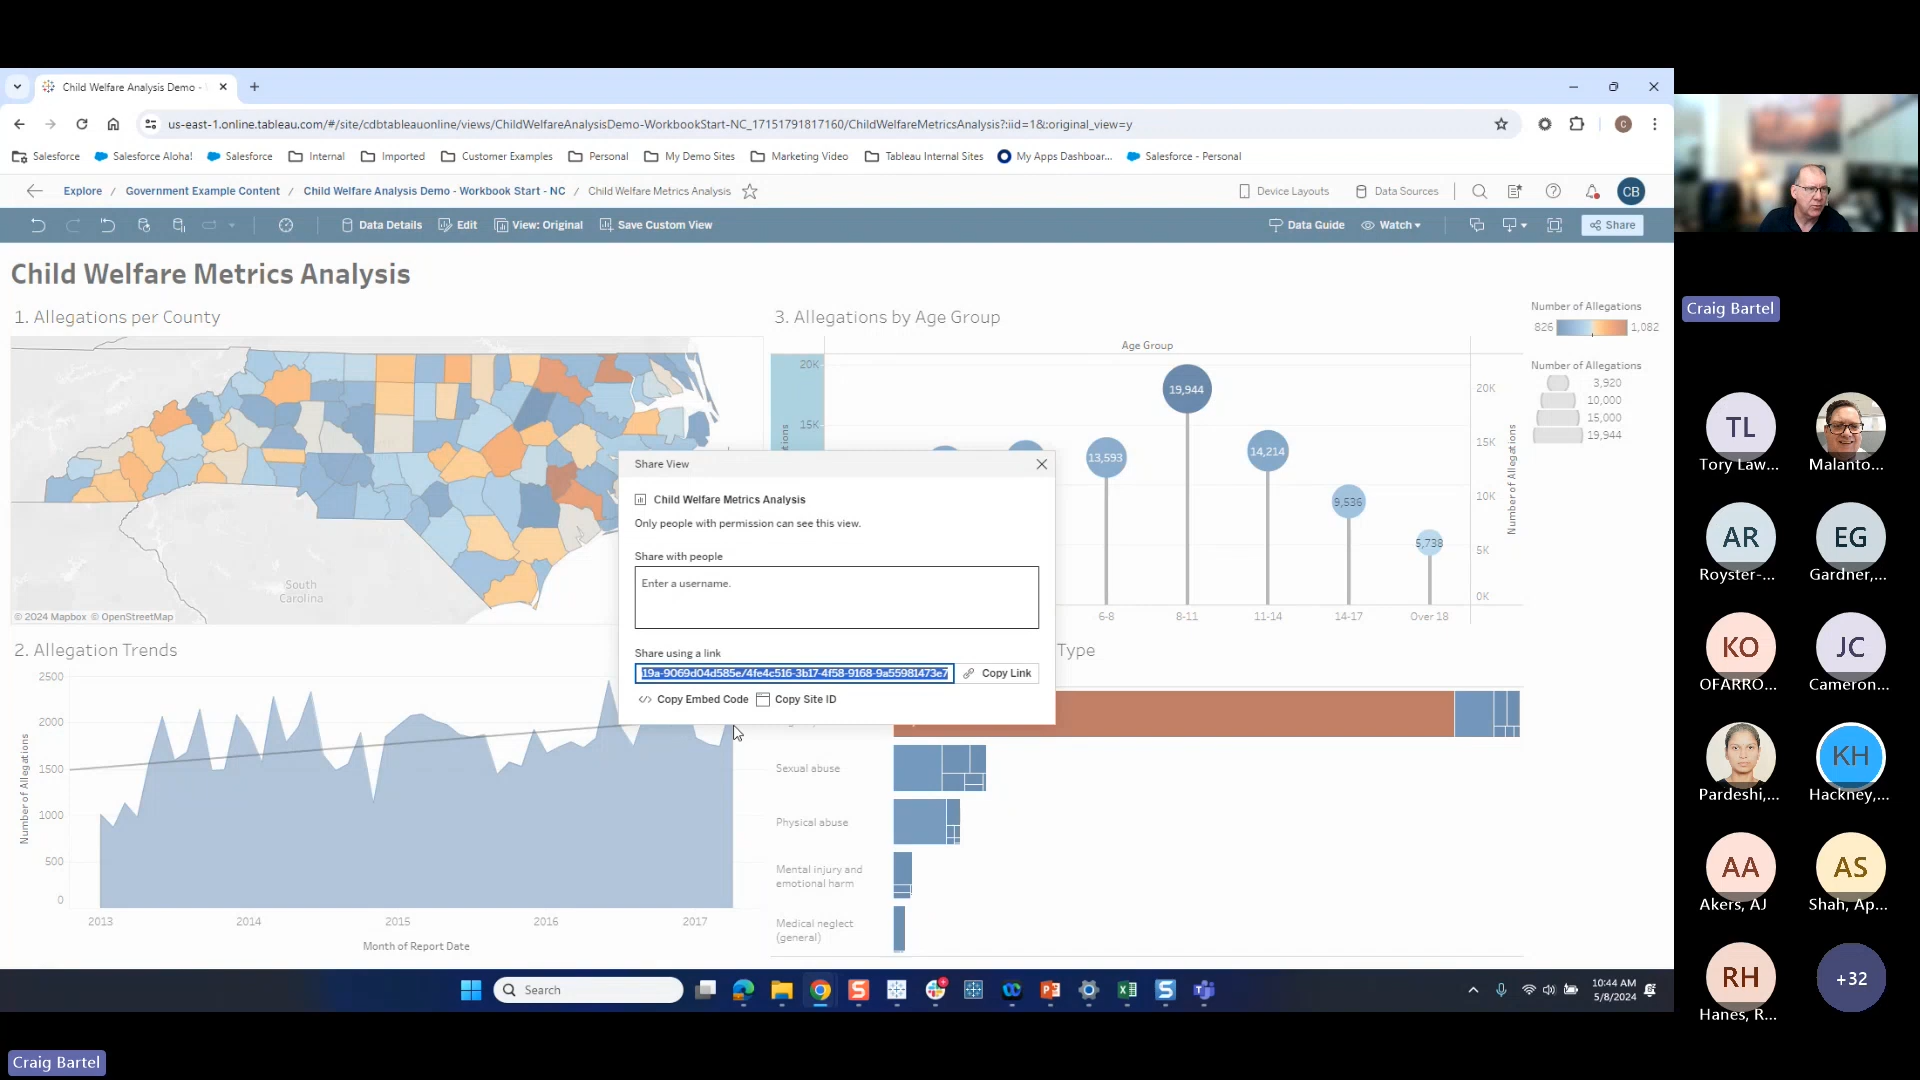 Child Welfare Analysis Demo -
us-east-1.online.tableau.com/#/site/cdbtableauonline/views/ChildWelfareAnalysisDemo-WorkbookStart-NC_17151791817160/ChildWelfareMetricsAnalysis?:iid=1&:original_view=y
C
Salesforce Salesforce Aloha! Salesforce Internal Imported Customer Examples Personal My Demo Sites Marketing Video Tableau Internal Sites My Apps Dashboar... Salesforce - Personal
Explore / Government Example Content / Child Welfare Analysis Demo - Workbook Start - NC / Child Welfare Metrics Analysis
Device Layouts Data Sources CB
Data Details Edit View: Original Save Custom View Data Guide Watch Share
Child Welfare Metrics Analysis
1. Allegations per County
South
Carolina
© 2024 Mapbox © OpenStreetMap
3. Allegations by Age Group
Age Group
20K
15K
13,593
19,944
14,214
9,536
5,738
20K
15K
10K
5K
0K
Number of Allegations
6-8 8-11 11-14 14-17 Over 18
Number of Allegations
826 1,082
Number of Allegations
3,920
10,000
15,000
19,944
Share View
Child Welfare Metrics Analysis
Only people with permission can see this view.
Share with people
Enter a username.
Share using a link
19a-9069d04d585e/4fe4c516-3b17-4f58-9168-9a55981473e7
Copy Link
Copy Embed Code Copy Site ID
2. Allegation Trends
Number of Allegations
2500
2000
1500
1000
500
0
2013 2014 2015 2016 2017
Month of Report Date
Type
Sexual abuse
Physical abuse
Mental injury and
emotional harm
Medical neglect
(general)
Search
10:44 AM
5/8/2024
Craig Bartel
TL
Tory Law...
Malanto...
AR
Royster-...
EG
Gardner,...
KO
OFARRO...
JC
Cameron...
Pardeshi,...
KH
Hackney,...
AA
Akers, AJ
AS
Shah, Ap...
RH
Hanes, R...
+32
Craig Bartel